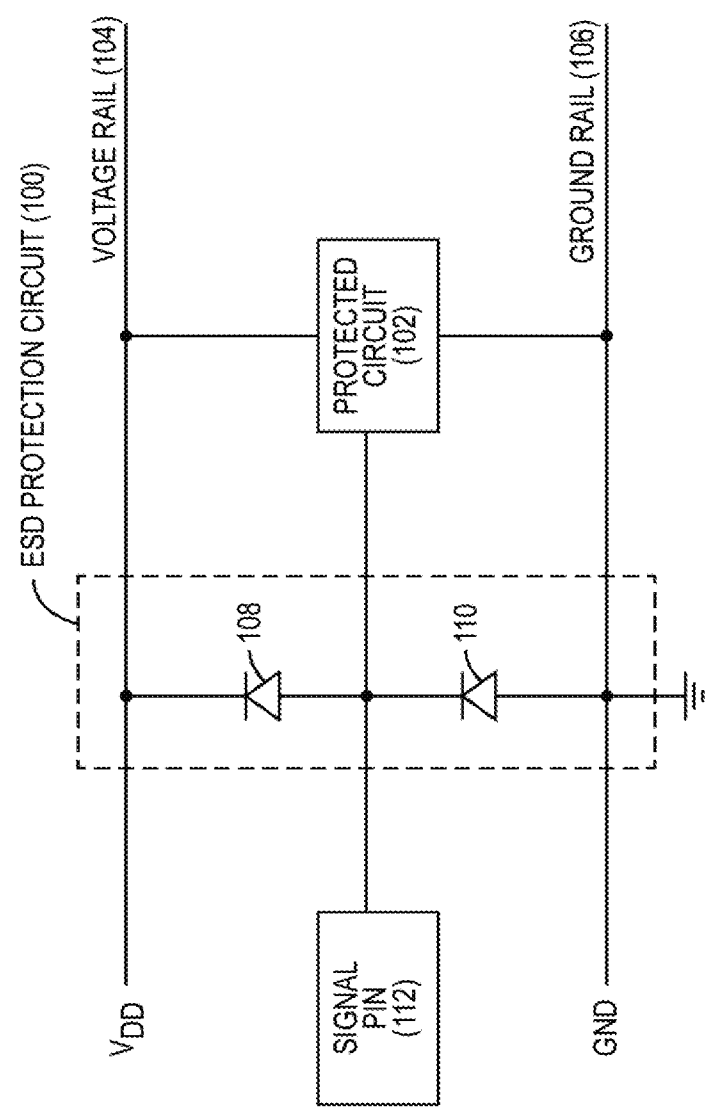 ESD PROTECTION CIRCUIT (100)
VDD
VOLTAGE RAIL (104)
108
SIGNAL
PIN
(112)
PROTECTED
CIRCUIT
(102)
110
GND
GROUND RAIL (106)